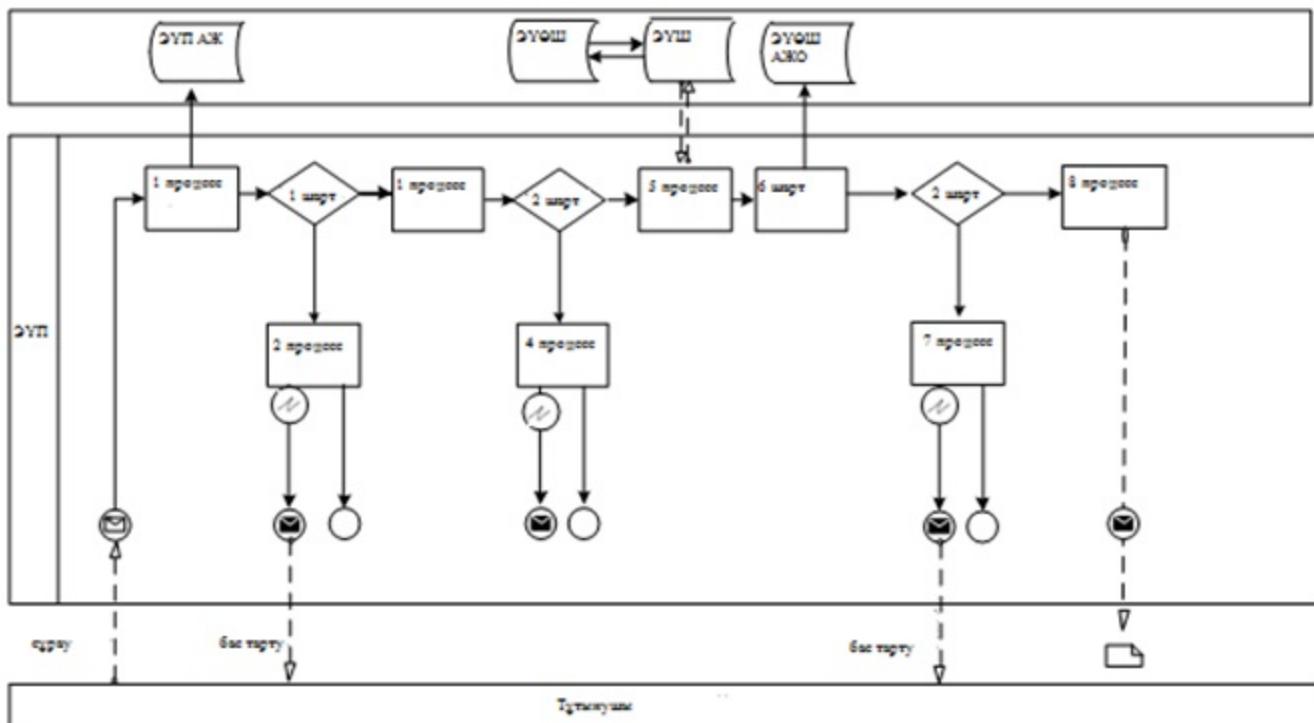 ЭҮП АЖ
ЭҮӨШ
ЭҮШ
ЭҮӨШ
АЖО
ЭҮП
1 процесс
1 шарт
1 процесс
2 шарт
5 процесс
6 шарт
2 шарт
8 процесс
2 процесс
4 процесс
7 процесс
сұрау
бас тарту
бас тарту
Тұтынушы